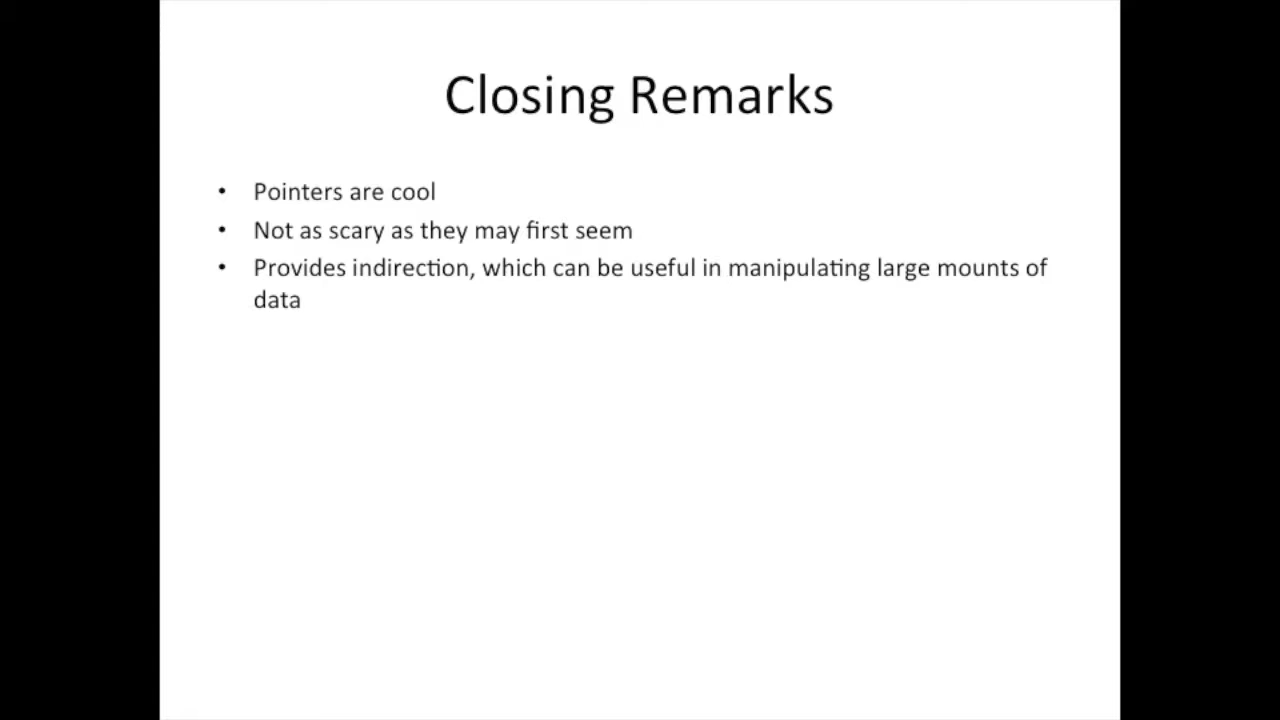 Closing Remarks
• Pointers are cool
• Not as scary as they may first seem
• Provides indirection, which can be useful in manipulating large mounts of
data